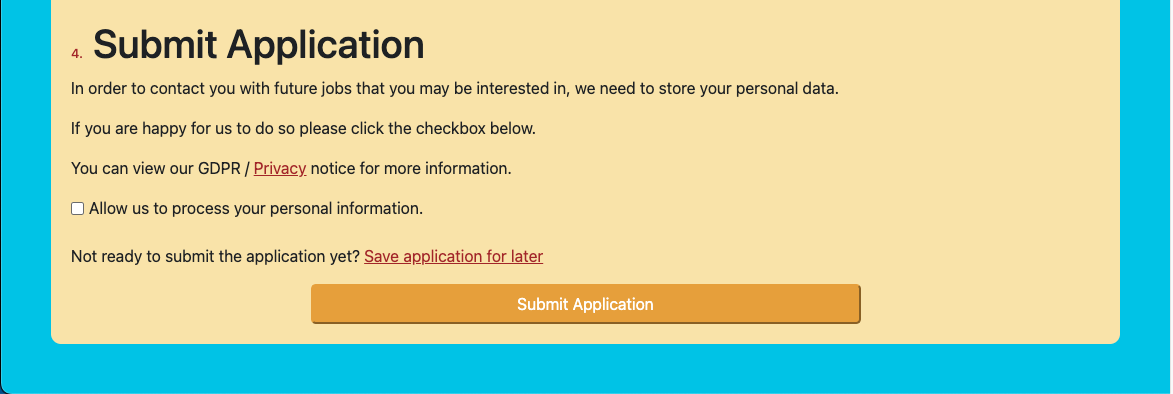 4. Submit Application
In order to contact you with future jobs that you may be interested in, we need to store your personal data.
If you are happy for us to do so please click the checkbox below.
You can view our GDPR / Privacy notice for more information.
Allow us to process your personal information.
Not ready to submit the application yet? Save application for later
Submit Application